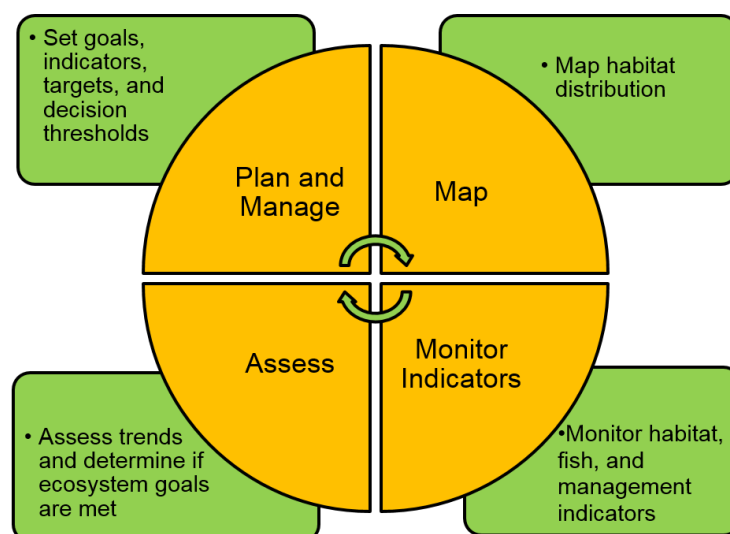 • Set goals,
indicators,
targets, and
decision
thresholds
• Map habitat
distribution
Plan and
Manage
Map
Assess
Monitor
Indicators
• Assess trends
and determine if
ecosystem goals
are met
•Monitor habitat,
fish, and
management
indicators